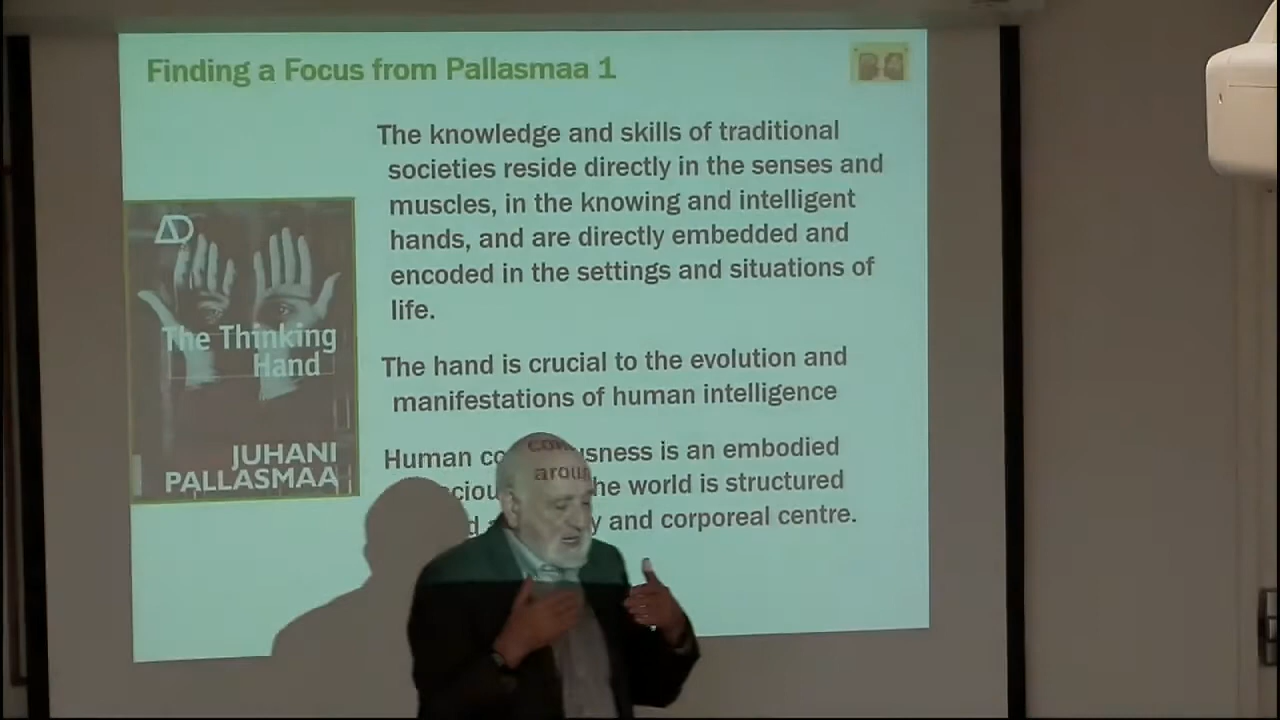 Finding a Focus from Pallasmaa 1
The knowledge and skills of traditional
societies reside directly in the senses and
muscles, in the knowing and intelligent
hands, and are directly embedded and
encoded in the settings and situations of
life.
The hand is crucial to the evolution and
manifestations of human intelligence
Human co usness is an embodied
he world is structured
y and corporeal centre.
AD
The Thinking
Hand
JUHANI
PALLASMAA